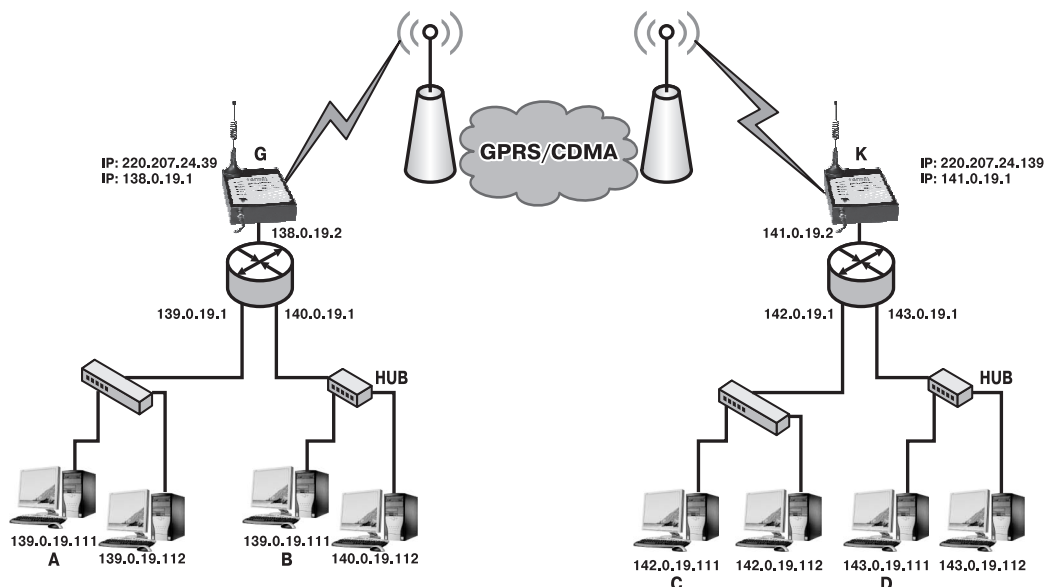 GPRS/CDMA
G
IP: 220.207.24.39
IP: 138.0.19.1
K
IP: 220.207.24.139
IP: 141.0.19.1
138.0.19.2
141.0.19.2
139.0.19.1
140.0.19.1
142.0.19.1
143.0.19.1
HUB
HUB
139.0.19.111
A
139.0.19.112
139.0.19.111
B
140.0.19.112
142.0.19.111
C
142.0.19.112
143.0.19.111
D
143.0.19.112